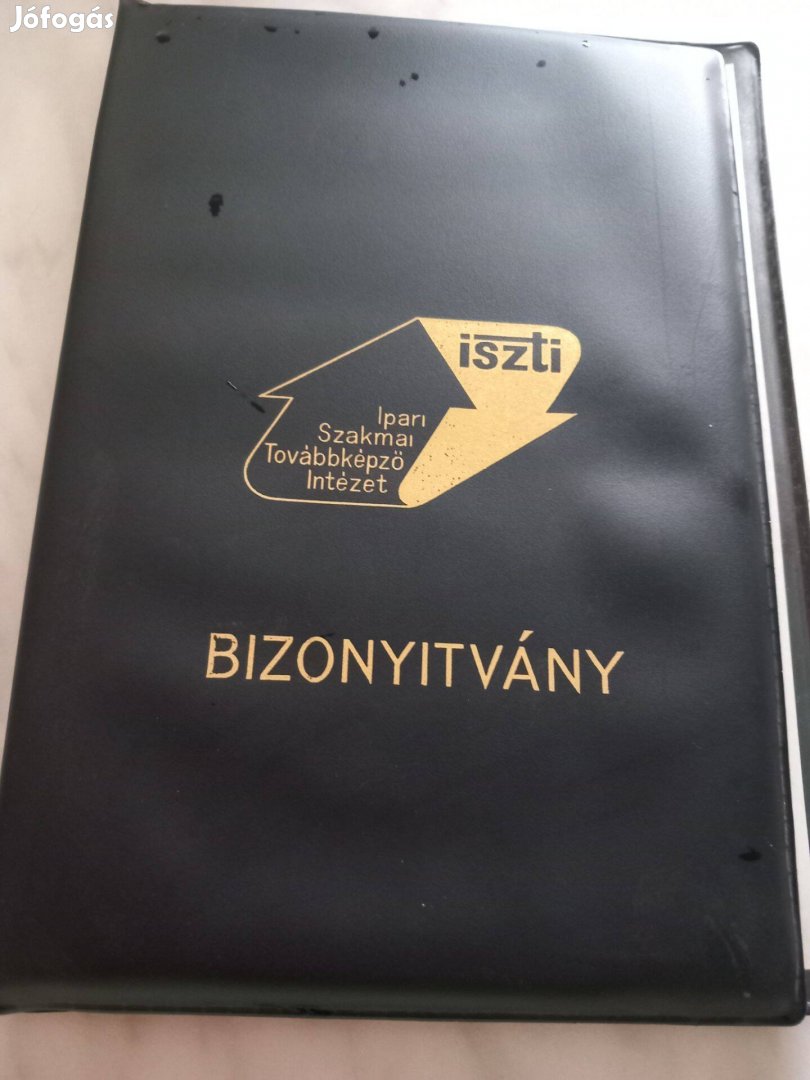 Jófogás
iszti
Ipari
Szakmai
Továbbképző
Intézet
BIZONYITVÁNY